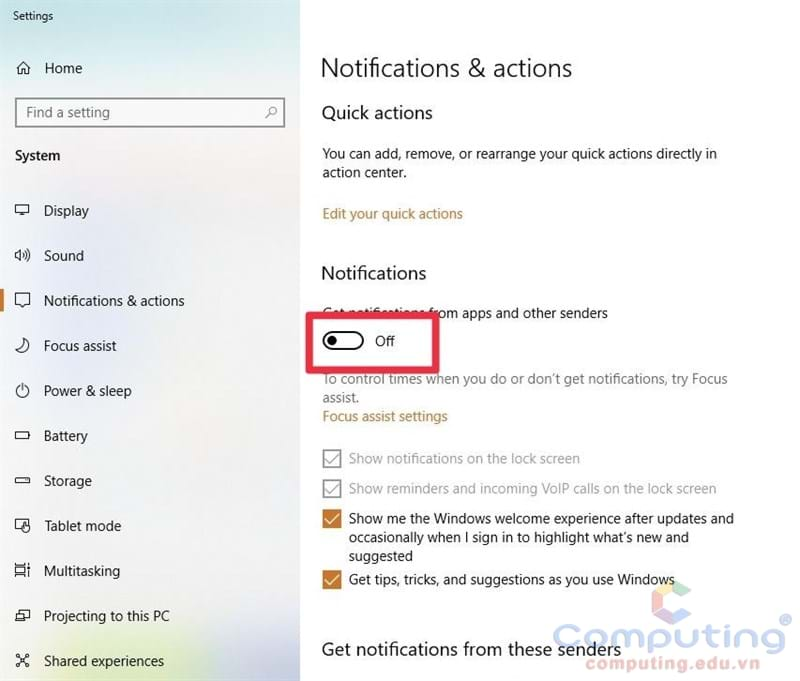 Settings
Home
Find a setting
System
Display
Sound
Notifications & actions
Focus assist
Power & sleep
Battery
Storage
Tablet mode
Multitasking
Projecting to this PC
Shared experiences
Notifications & actions
Quick actions
You can add, remove, or rearrange your quick actions directly in
action center.
Edit your quick actions
Notifications
Get notifications from apps and other senders
Off
To control times when you do or don't get notifications, try Focus
assist.
Focus assist settings
Show notifications on the lock screen
Show reminders and incoming VoIP calls on the lock screen
Show me the Windows welcome experience after updates and
occasionally when I sign in to highlight what's new and
suggested
Get tips, tricks, and suggestions as you use Windows
Get notifications from these senders
Computing®
computing.edu.vn